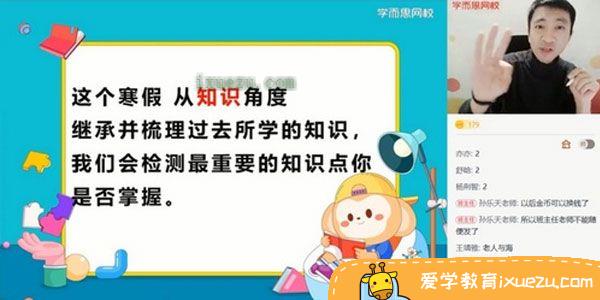 学而思网校
学而思网校
ixuezu.com
这个寒假 从知识角度
继承并梳理过去所学的知识，
我们会检测最重要的知识点你
是否掌握。
179
亦亦: 2
舒晗: 2
杨荆智: 2
班主任 孙乐天老师: 以后金币可以换钱了
班主任 孙乐天老师: 所以班主任老师不能随
便发了
王靖雅: 老人与海
爱学教育ixuezu.com